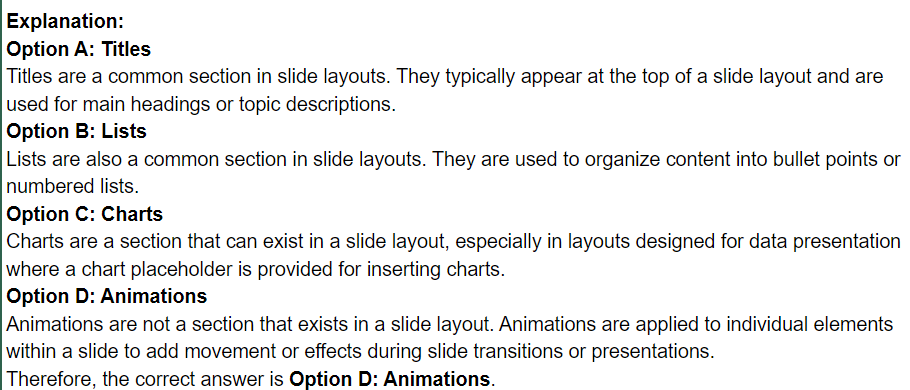 Explanation:
Option A: Titles
Titles are a common section in slide layouts. They typically appear at the top of a slide layout and are
used for main headings or topic descriptions.
Option B: Lists
Lists are also a common section in slide layouts. They are used to organize content into bullet points or
numbered lists.
Option C: Charts
Charts are a section that can exist in a slide layout, especially in layouts designed for data presentation
where a chart placeholder is provided for inserting charts.
Option D: Animations
Animations are not a section that exists in a slide layout. Animations are applied to individual elements
within a slide to add movement or effects during slide transitions or presentations.
Therefore, the correct answer is Option D: Animations.